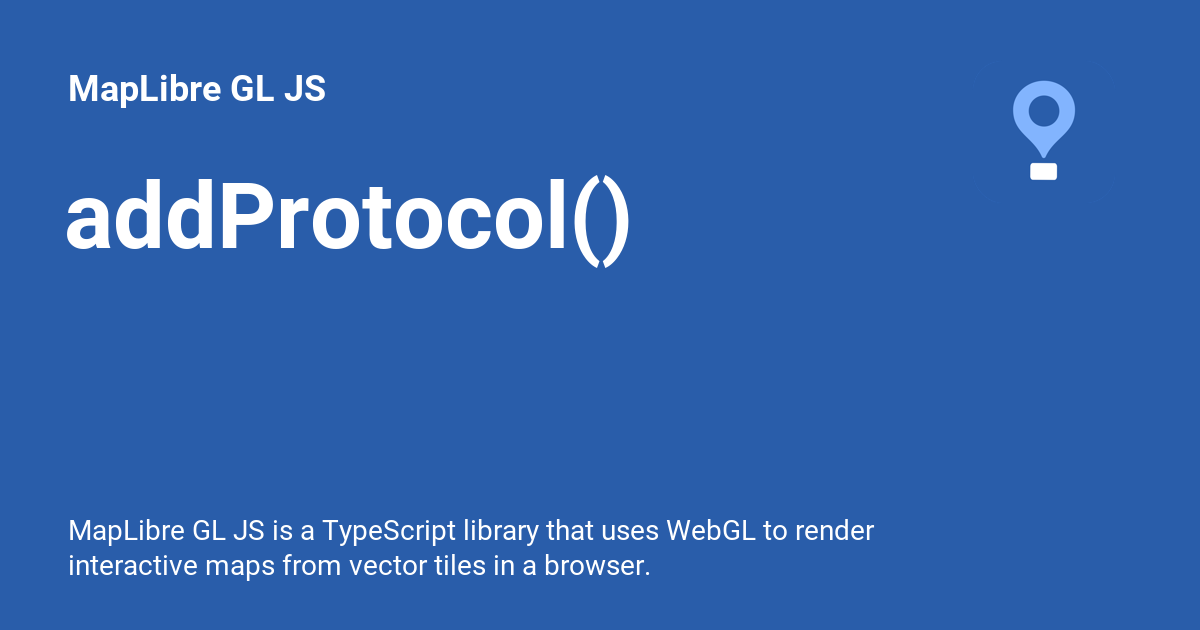 MapLibre GL JS
addProtocol()
MapLibre GL JS is a TypeScript library that uses WebGL to render
interactive maps from vector tiles in a browser.